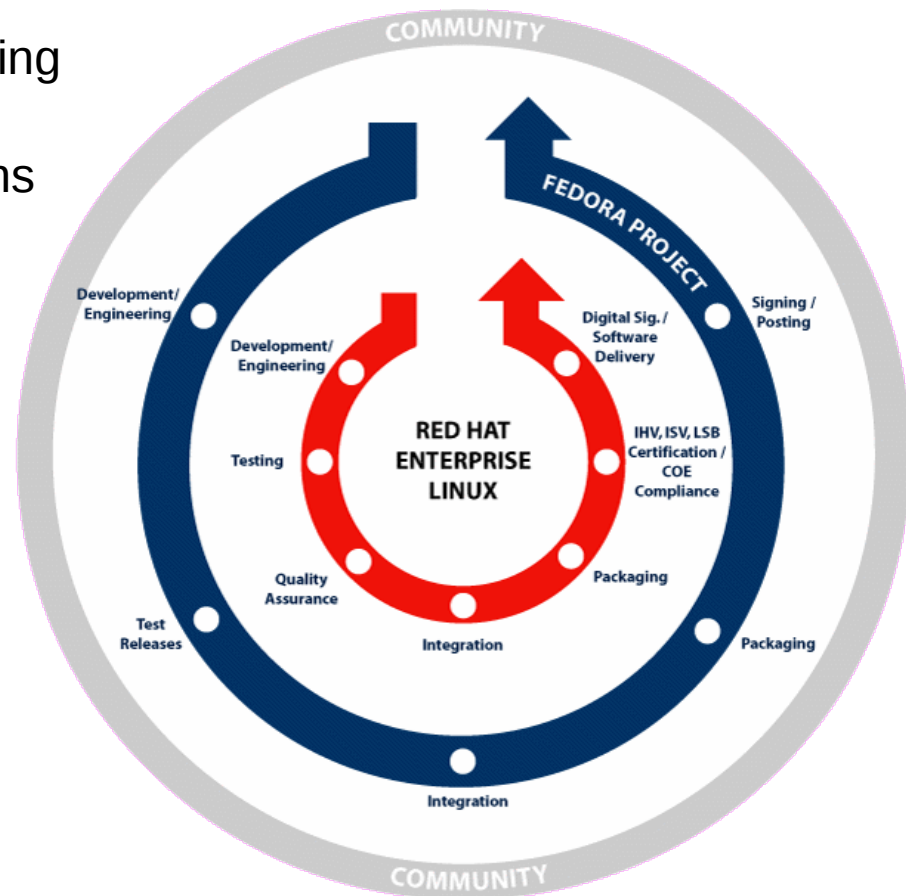 COMMUNITY
ing
ns
FEDORA PROJECT
Development/
Engineering
Signing /
Posting
Development/
Engineering
Digital Sig. /
Software
Delivery
RED HAT
ENTERPRISE
LINUX
Testing
IHV, ISV, LSB
Certification /
COE
Compliance
Quality
Assurance
Packaging
Test
Releases
Integration
Packaging
Integration
COMMUNITY